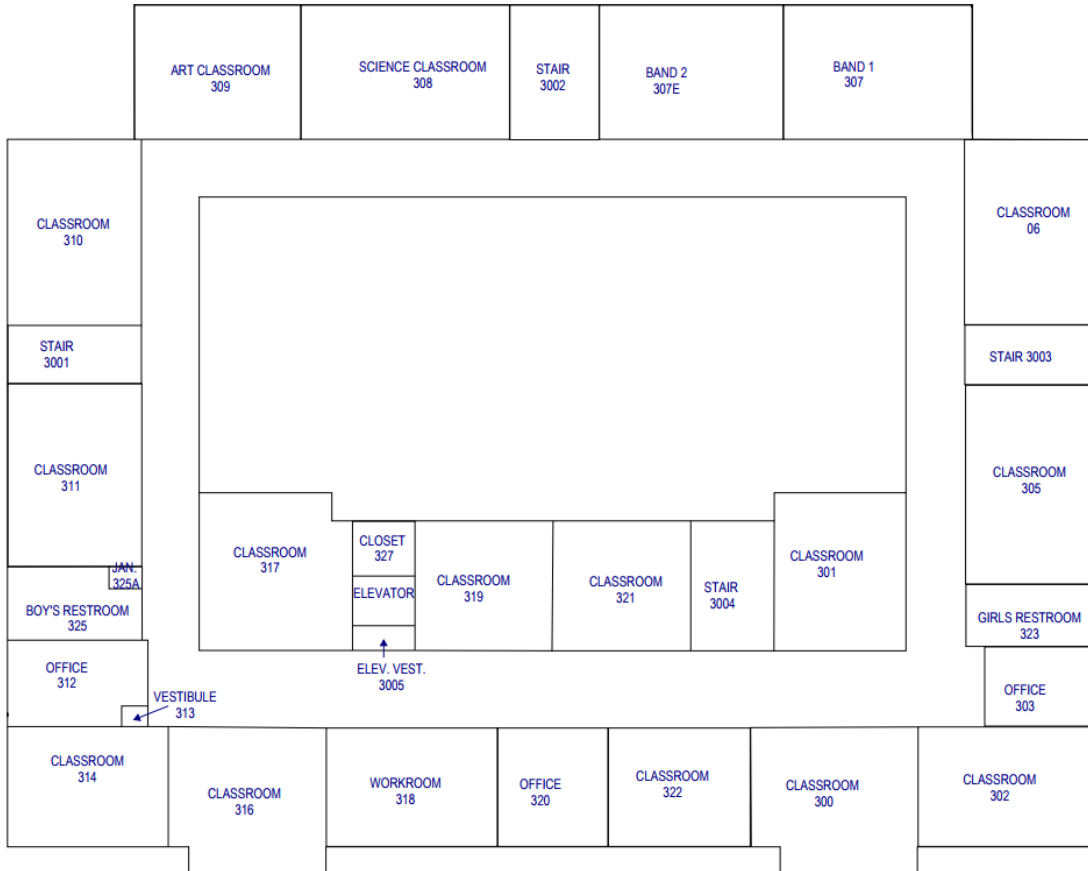 ART CLASSROOM
309
SCIENCE CLASSROOM
308
STAIR
3002
BAND 2
307E
BAND 1
307
CLASSROOM
310
CLASSROOM
06
STAIR
3001
STAIR 3003
CLASSROOM
311
CLASSROOM
305
JAN.
325A
BOY'S RESTROOM
325
CLASSROOM
317
CLOSET
327
ELEVATOR
CLASSROOM
319
CLASSROOM
321
STAIR
3004
CLASSROOM
301
GIRLS RESTROOM
323
OFFICE
312
VESTIBULE
313
ELEV. VEST.
3005
OFFICE
303
CLASSROOM
314
CLASSROOM
316
WORKROOM
318
OFFICE
320
CLASSROOM
322
CLASSROOM
300
CLASSROOM
302